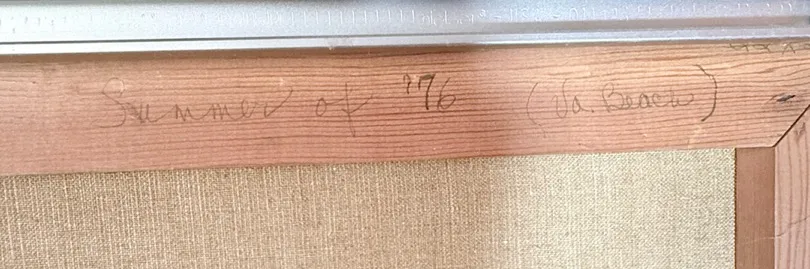 Summer of '76 (Va. Beach)